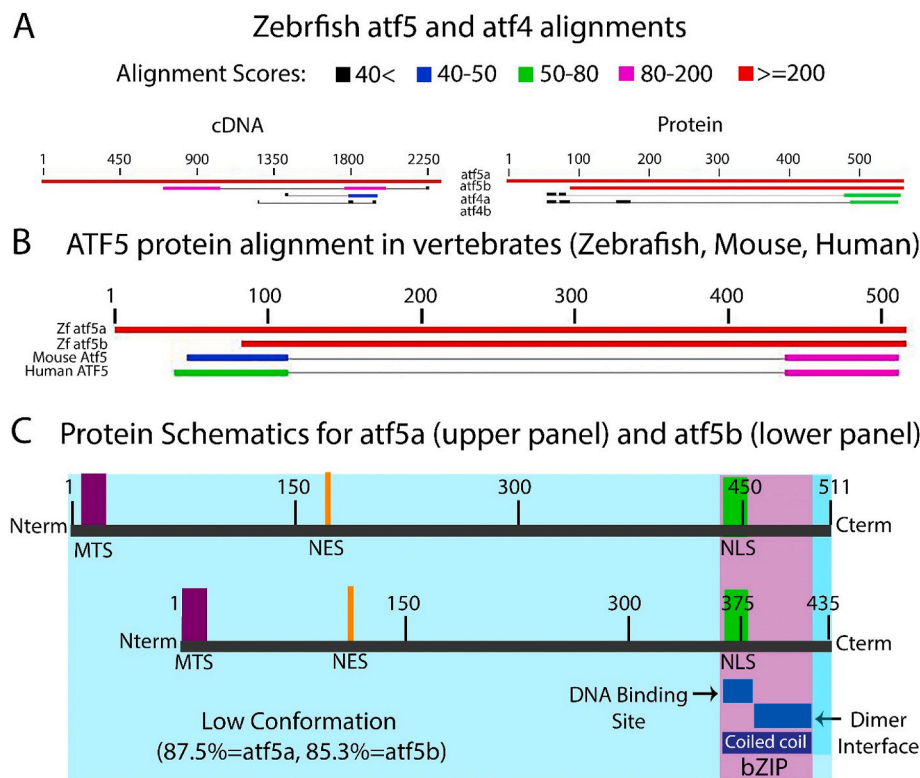 A Zebrfish atf5 and atf4 alignments
Alignment Scores: 40< 40-50 50-80 80-200 >=200
cDNA Protein
1 450 900 1350 1800 2250 1 100 200 300 400 500
atf5a
atf5b
atf4a
atf4b
B ATF5 protein alignment in vertebrates (Zebrafish, Mouse, Human)
1 100 200 300 400 500
Zf atf5a
Zf atf5b
Mouse Atf5
Human ATF5
C Protein Schematics for atf5a (upper panel) and atf5b (lower panel)
1 150 300 450 511
Nterm Cterm
MTS NES NLS
1 150 300 375 435
Nterm Cterm
MTS NES NLS
DNA Binding
Site
Low Conformation
(87.5%=atf5a, 85.3%=atf5b)
Dimer
Interface
Coiled coil
bZIP